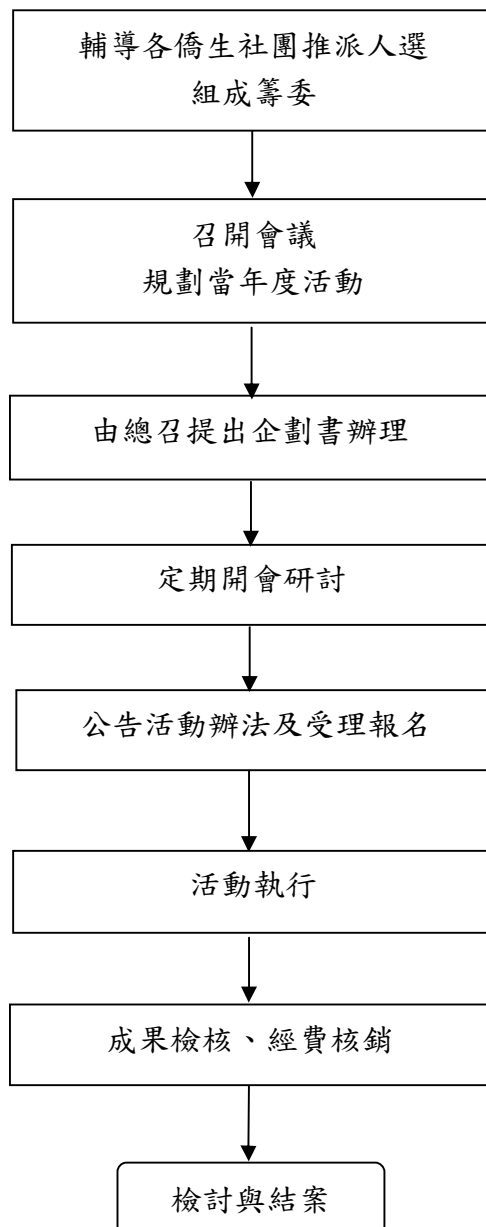 輔導各僑生社團推派人選
組成籌委
召開會議
規劃當年度活動
由總召提出企劃書辦理
定期開會研討
公告活動辦法及受理報名
活動執行
成果檢核、經費核銷
檢討與結案